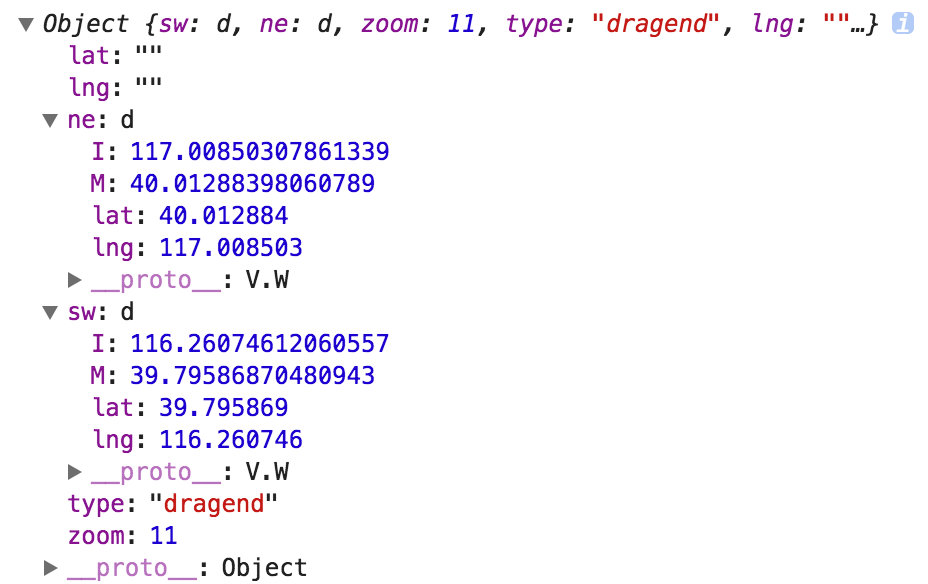 ▼ Object {sw: d, ne: d, zoom: 11, type: "dragend", lng: ""…} i
lat: ""
lng: ""
▼ ne: d
I: 117.00850307861339
M: 40.01288398060789
lat: 40.012884
lng: 117.008503
▶ __proto__: V.W
▼ sw: d
I: 116.26074612060557
M: 39.79586870480943
lat: 39.795869
lng: 116.260746
▶ __proto__: V.W
type: "dragend"
zoom: 11
▶ __proto__: Object